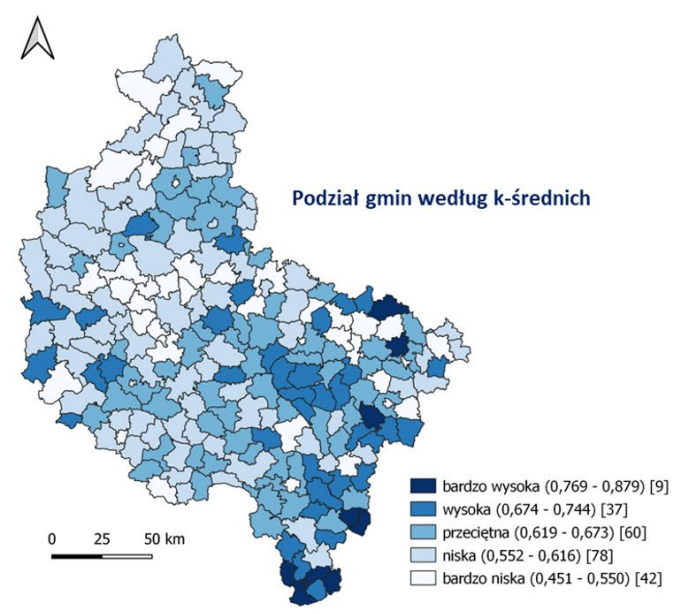 Podział gmin według k-średnich
bardzo wysoka (0,769 - 0,879) [9]
wysoka (0,674 - 0,744) [37]
przeciętna (0,619 - 0,673) [60]
niska (0,552 - 0,616) [78]
bardzo niska (0,451 - 0,550) [42]
0 25 50 km